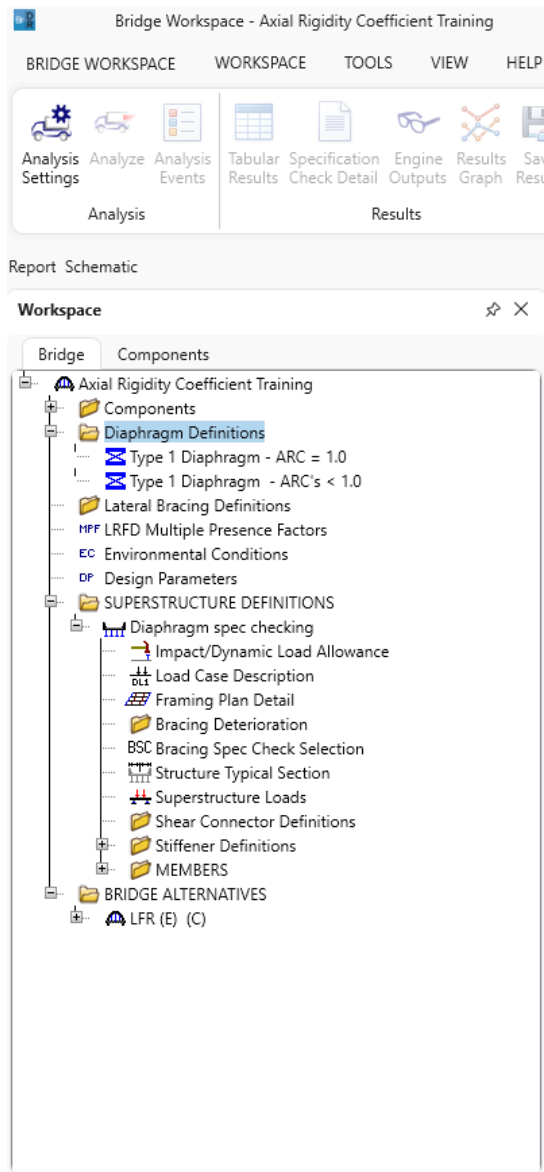 Br DR Bridge Workspace - Axial Rigidity Coefficient Training
BRIDGE WORKSPACE WORKSPACE TOOLS VIEW HELP
Analysis Settings Analyze Analysis Events Tabular Results Specification Check Detail Engine Outputs Results Graph Sav Resu
Analysis Results
Report Schematic
Workspace
Bridge Components
Axial Rigidity Coefficient Training
Components
Diaphragm Definitions
Type 1 Diaphragm - ARC = 1.0
Type 1 Diaphragm - ARC's < 1.0
Lateral Bracing Definitions
MPF LRFD Multiple Presence Factors
EC Environmental Conditions
DP Design Parameters
SUPERSTRUCTURE DEFINITIONS
Diaphragm spec checking
Impact/Dynamic Load Allowance
DL1 Load Case Description
Framing Plan Detail
Bracing Deterioration
BSC Bracing Spec Check Selection
Structure Typical Section
Superstructure Loads
Shear Connector Definitions
Stiffener Definitions
MEMBERS
BRIDGE ALTERNATIVES
LFR (E) (C)